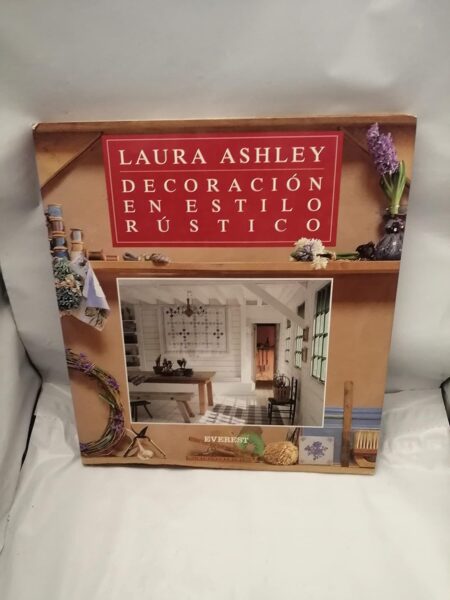 LAURA ASHLEY
DECORACIÓN
EN ESTILO
RÚSTICO
EVEREST